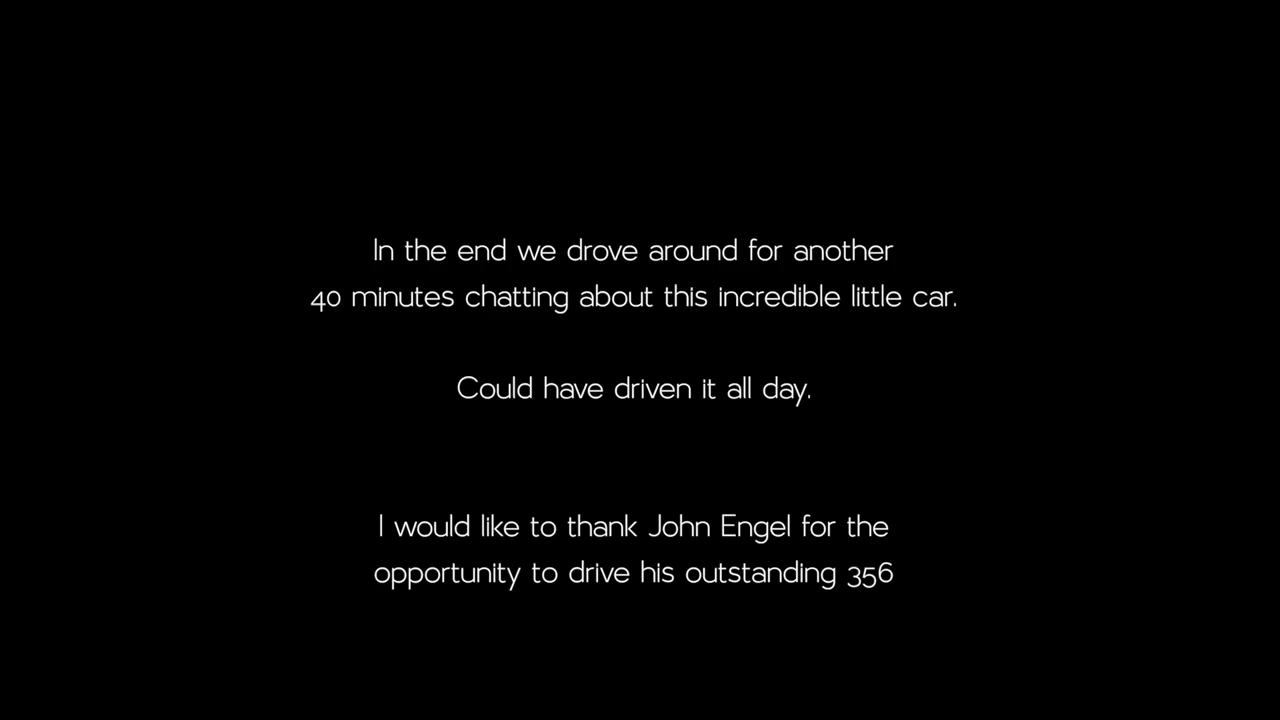 In the end we drove around for another
40 minutes chatting about this incredible little car.
Could have driven it all day.
I would like to thank John Engel for the
opportunity to drive his outstanding 356